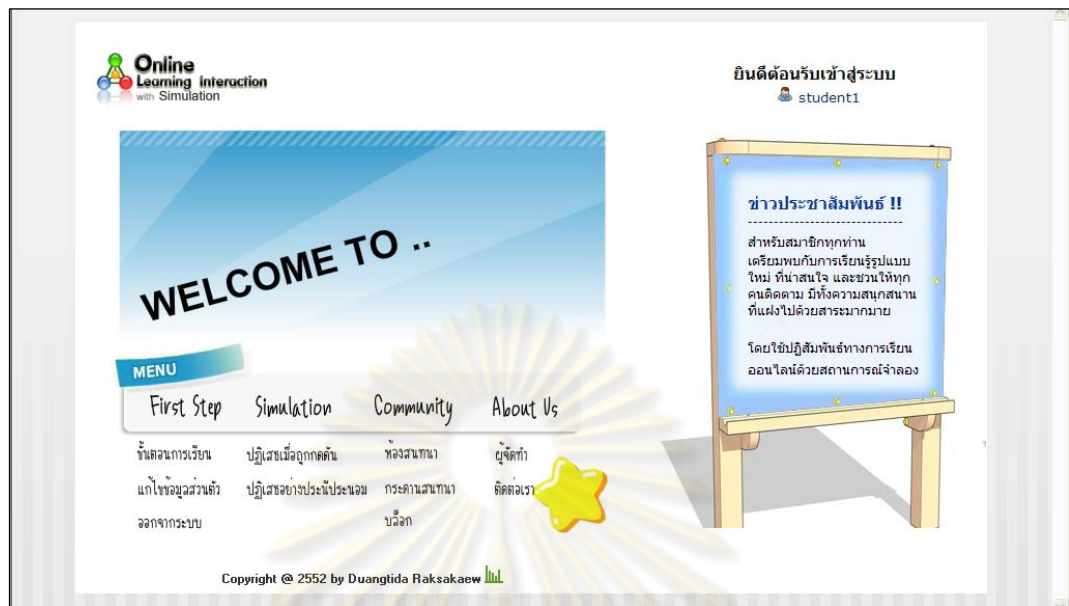 Online
Learning Interaction
with Simulation
ยินดีต้อนรับเข้าสู่ระบบ
student1
WELCOME TO ..
ข่าวประชาสัมพันธ์ !!
------------------------------
สำหรับสมาชิกทุกท่าน
เตรียมพบกับการเรียนรู้รูปแบบ
ใหม่ ที่น่าสนใจ และชวนให้ทุก
คนติดตาม มีทั้งความสนุกสนาน
ที่แฝงไปด้วยสาระมากมาย
โดยใช้ปฏิสัมพันธ์ทางการเรียน
ออนไลน์ด้วยสถานการณ์จำลอง
MENU
First Step Simulation Community About Us
ขั้นตอนการเรียน ปฏิเสธเมื่อถูกกดดัน ห้องสนทนา ผู้จัดทำ
แก้ไขข้อมูลส่วนตัว ปฏิเสธอย่างประนีประนอม กระดานสนทนา ติดต่อเรา
ออกจากระบบ บล็อก
Copyright @ 2552 by Duangtida Raksakaew